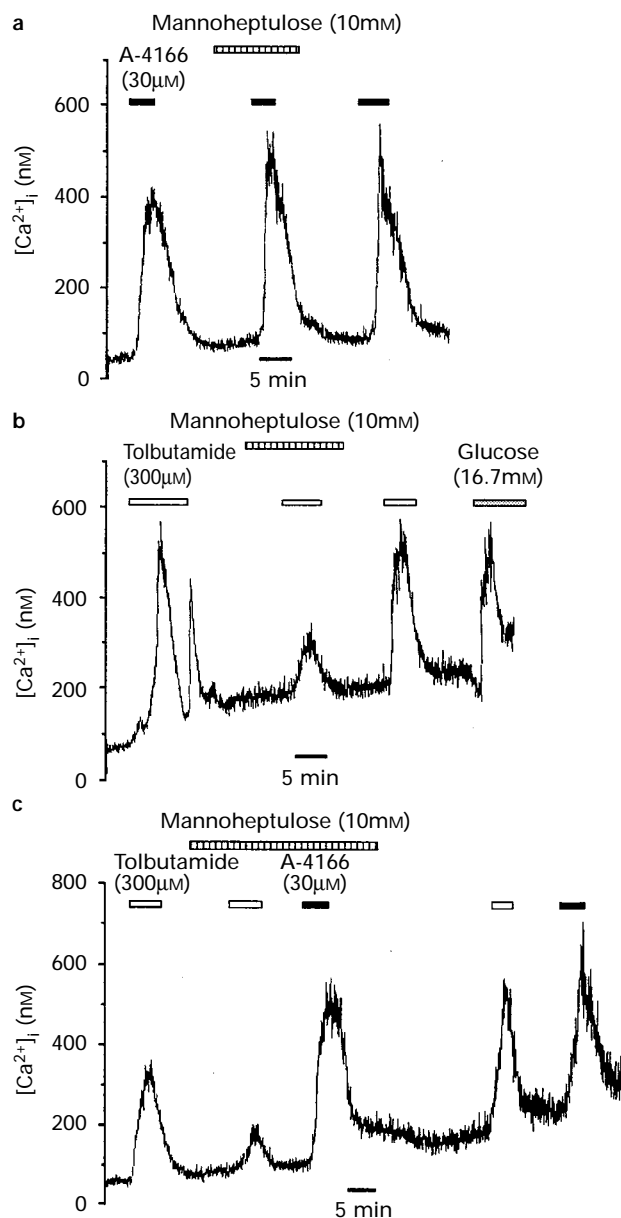 a
Mannoheptulose (10mM)
A-4166
(30μM)
600
400
200
0
[Ca²⁺]ᵢ (nM)
5 min
b
Mannoheptulose (10mM)
Tolbutamide
(300μM)
Glucose
(16.7mM)
600
400
200
0
[Ca²⁺]ᵢ (nM)
5 min
c
Mannoheptulose (10mM)
Tolbutamide
(300μM)
A-4166
(30μM)
800
600
400
200
0
[Ca²⁺]ᵢ (nM)
5 min